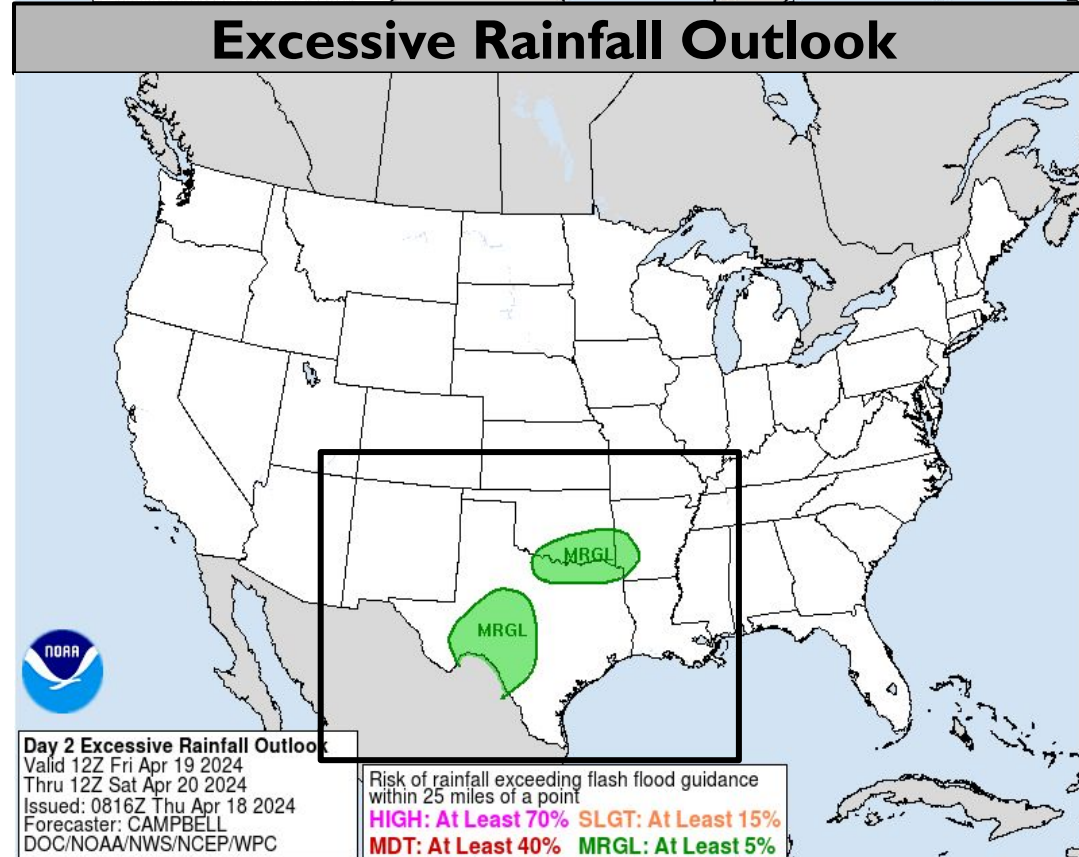 Excessive Rainfall Outlook
MRGL
MRGL
NOAA
Day 2 Excessive Rainfall Outlook
Valid 12Z Fri Apr 19 2024
Thru 12Z Sat Apr 20 2024
Issued: 0816Z Thu Apr 18 2024
Forecaster: CAMPBELL
DOC/NOAA/NWS/NCEP/WPC
Risk of rainfall exceeding flash flood guidance
within 25 miles of a point
HIGH: At Least 70% SLGT: At Least 15%
MDT: At Least 40% MRGL: At Least 5%